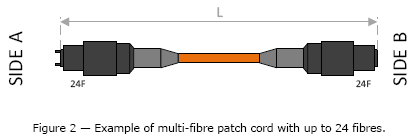 L
SIDE A
SIDE B
24F
24F
Figure 2 — Example of multi-fibre patch cord with up to 24 fibres.